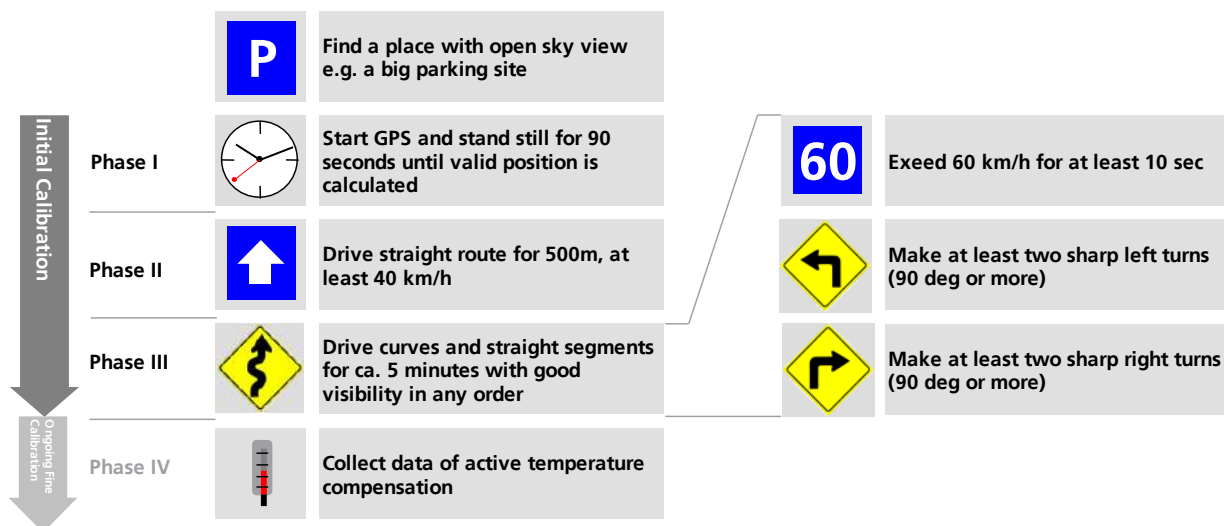 P
Find a place with open sky view
e.g. a big parking site
Initial Calibration
Phase I
Start GPS and stand still for 90
seconds until valid position is
calculated
Phase II
Drive straight route for 500m, at
least 40 km/h
Phase III
Drive curves and straight segments
for ca. 5 minutes with good
visibility in any order
60
Exeed 60 km/h for at least 10 sec
Make at least two sharp left turns
(90 deg or more)
Make at least two sharp right turns
(90 deg or more)
Ongoing Fine
Calibration
Phase IV
Collect data of active temperature
compensation